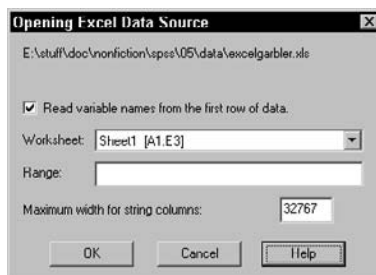 Opening Excel Data Source
E:\stuff\doc\nonfiction\spss\05\data\excelgarbler.xls
Read variable names from the first row of data.
Worksheet: Sheet1 [A1.E3]
Range:
Maximum width for string columns: 32767
OK Cancel Help